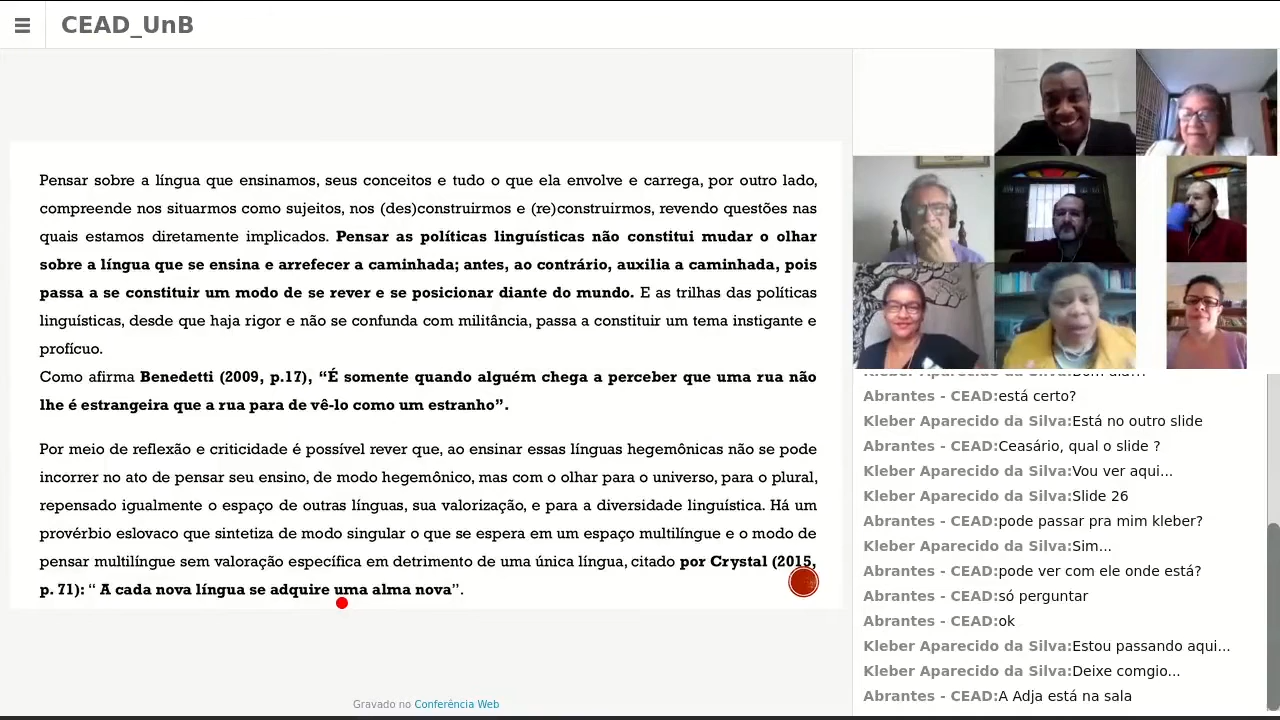 CEAD_UnB
Pensar sobre a língua que ensinamos, seus conceitos e tudo o que ela envolve e carrega, por outro lado,
compreende nos situarmos como sujeitos, nos (des)construirmos e (re)construirmos, revendo questões nas
quais estamos diretamente implicados. Pensar as políticas linguísticas não constitui mudar o olhar
sobre a língua que se ensina e arrefecer a caminhada; antes, ao contrário, auxilia a caminhada, pois
passa a se constituir um modo de se rever e se posicionar diante do mundo. E as trilhas das políticas
linguísticas, desde que haja rigor e não se confunda com militância, passa a constituir um tema instigante e
profícuo.
Como afirma Benedetti (2009, p.17), “É somente quando alguém chega a perceber que uma rua não
lhe é estrangeira que a rua para de vê-lo como um estranho”.
Por meio de reflexão e criticidade é possível rever que, ao ensinar essas línguas hegemônicas não se pode
incorrer no ato de pensar seu ensino, de modo hegemônico, mas com o olhar para o universo, para o plural,
repensado igualmente o espaço de outras línguas, sua valorização, e para a diversidade linguística. Há um
provérbio eslovaco que sintetiza de modo singular o que se espera em um espaço multilíngue e o modo de
pensar multilíngue sem valoração específica em detrimento de uma única língua, citado por Crystal (2015,
p. 71): “ A cada nova língua se adquire uma alma nova”.
Gravado no Conferência Web
Kleber Aparecido da Silva:
Abrantes - CEAD:está certo?
Kleber Aparecido da Silva:Está no outro slide
Abrantes - CEAD:Ceasário, qual o slide ?
Kleber Aparecido da Silva:Vou ver aqui...
Kleber Aparecido da Silva:Slide 26
Abrantes - CEAD:pode passar pra mim kleber?
Kleber Aparecido da Silva:Sim...
Abrantes - CEAD:pode ver com ele onde está?
Abrantes - CEAD:só perguntar
Abrantes - CEAD:ok
Kleber Aparecido da Silva:Estou passando aqui...
Kleber Aparecido da Silva:Deixe comgio...
Abrantes - CEAD:A Adja está na sala